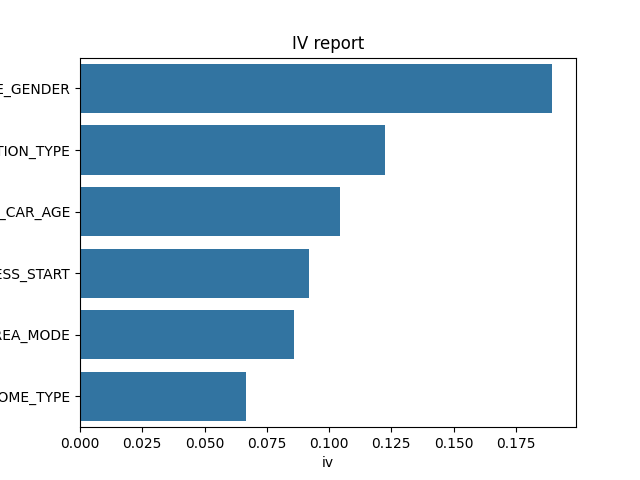 IV report
E_GENDER
TION_TYPE
_CAR_AGE
ESS_START
REA_MODE
OME_TYPE
0.000 0.025 0.050 0.075 0.100 0.125 0.150 0.175
iv